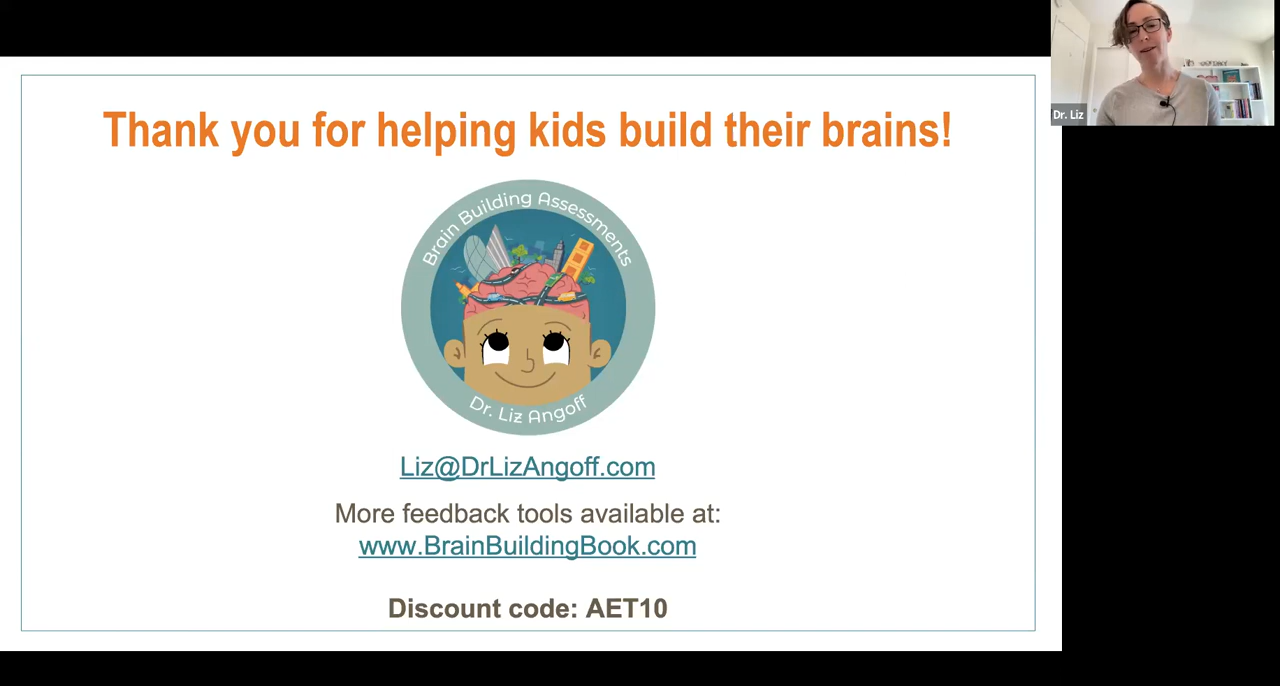 Thank you for helping kids build their brains!
Brain Building Assessments
Dr. Liz Angoff
Liz@DrLizAngoff.com
More feedback tools available at:
www.BrainBuildingBook.com
Discount code: AET10
Dr. Liz